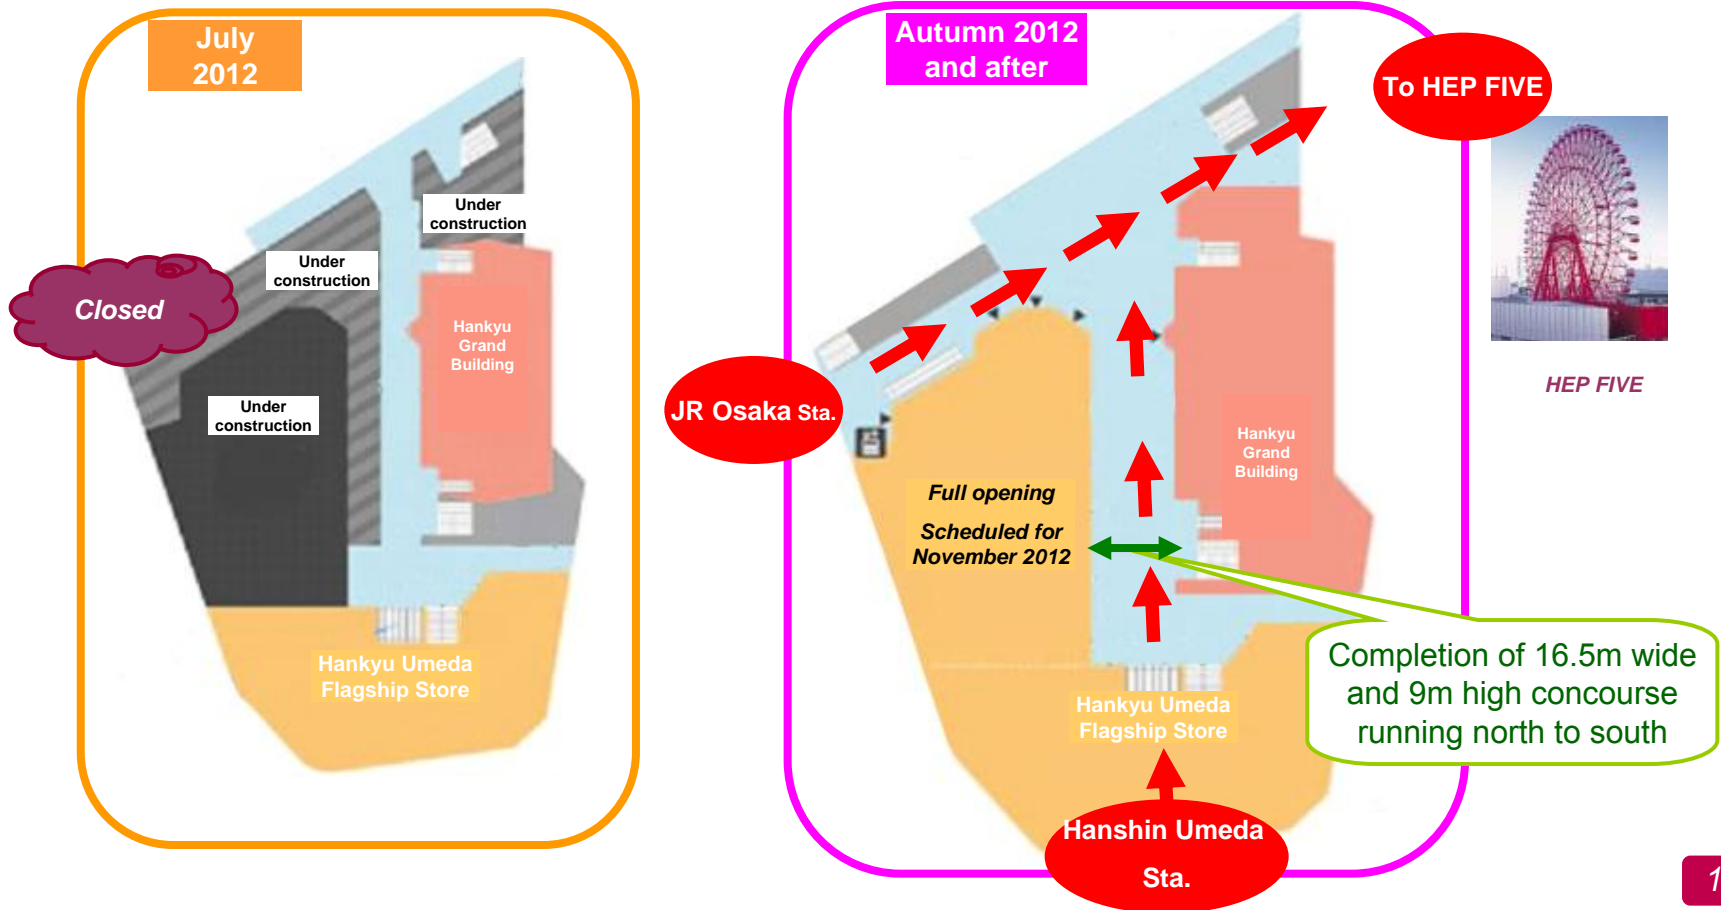 July
2012
Under
construction
Under
construction
Closed
Hankyu
Grand
Building
Under
construction
Hankyu Umeda
Flagship Store
Autumn 2012
and after
To HEP FIVE
HEP FIVE
JR Osaka Sta.
Hankyu
Grand
Building
Full opening
Scheduled for
November 2012
Completion of 16.5m wide
and 9m high concourse
running north to south
Hankyu Umeda
Flagship Store
Hanshin Umeda
Sta.
1